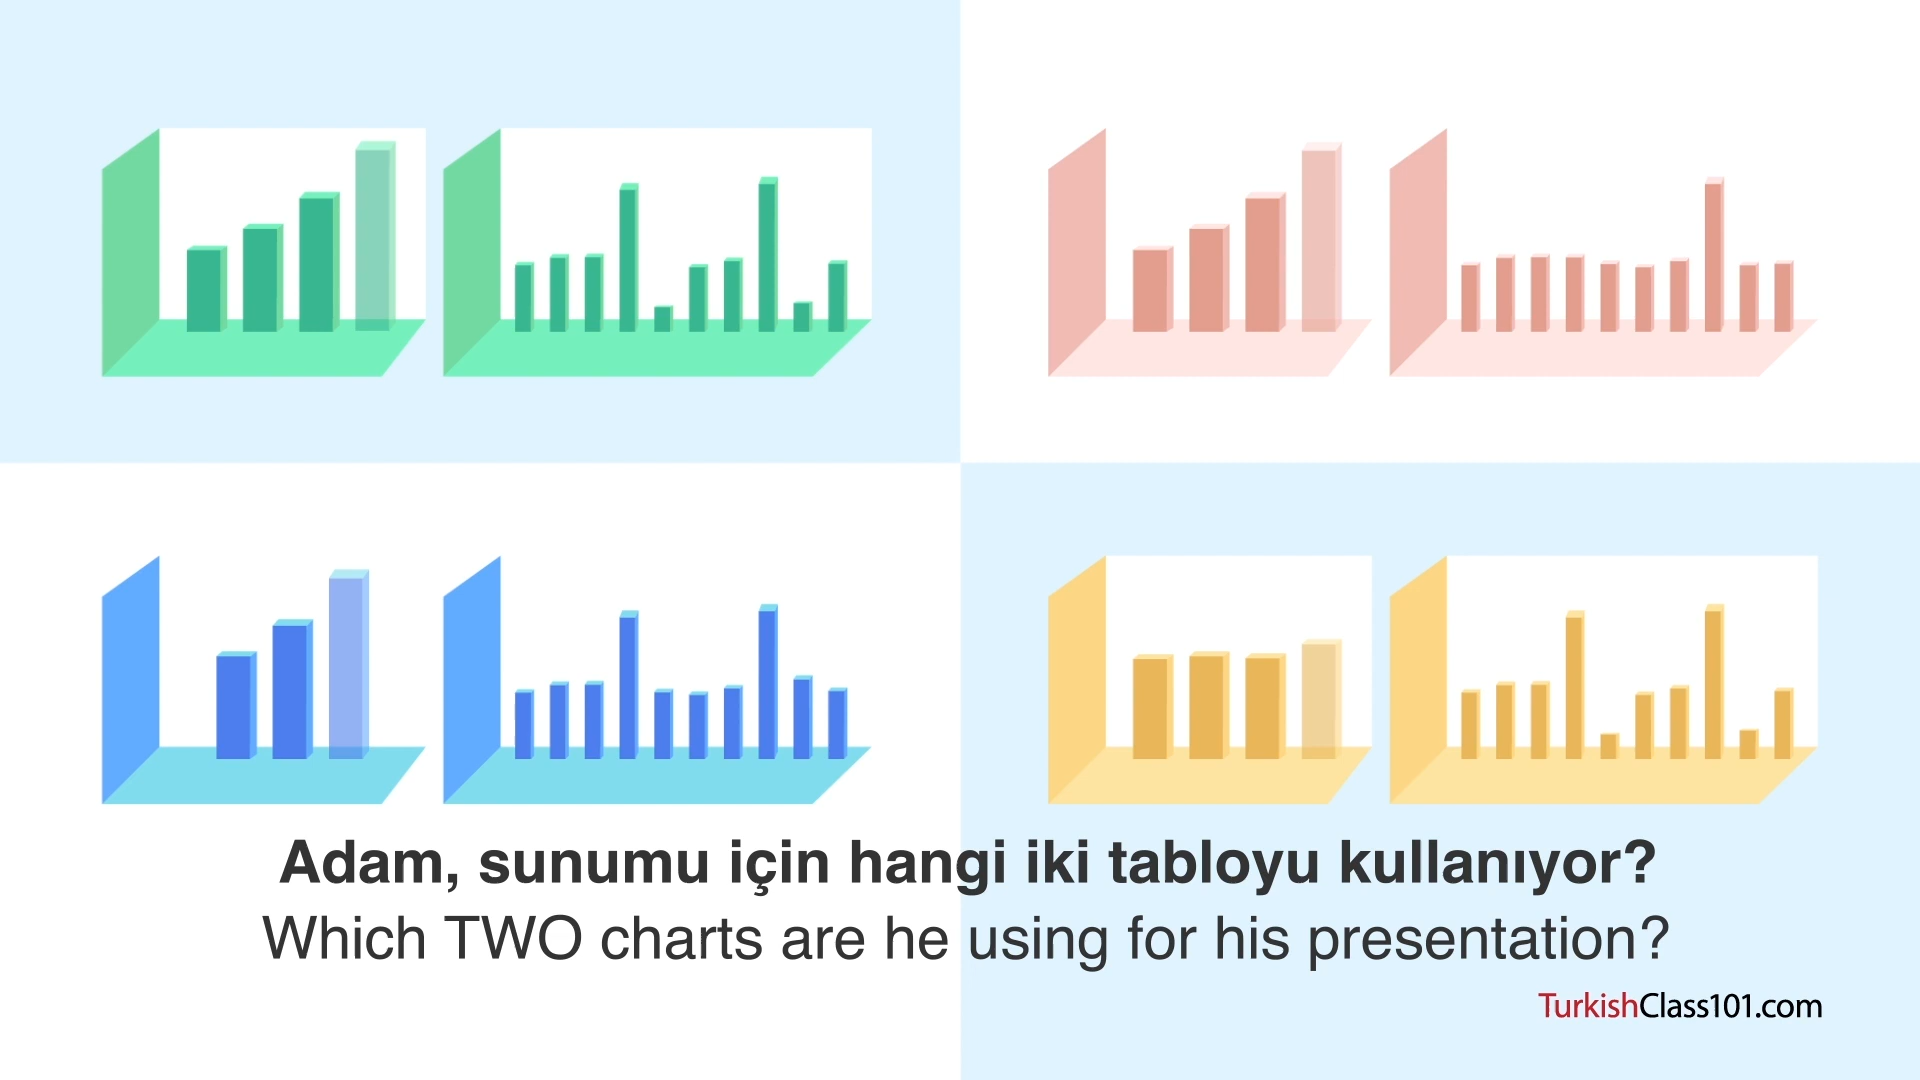 Adam, sunumu için hangi iki tabloyu kullanıyor?
Which TWO charts are he using for his presentation?
TurkishClass101.com